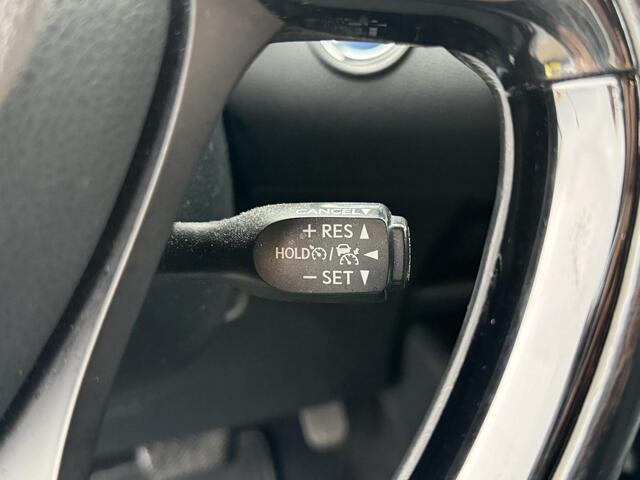 CANCEL▼
+ RES ▲
HOLD / ◀
− SET ▼